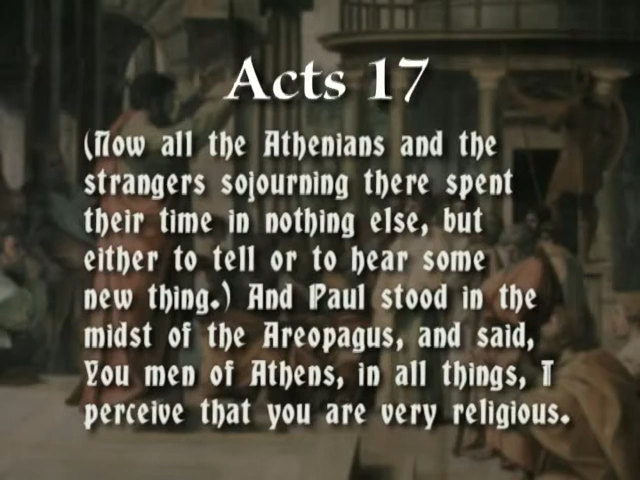 Acts 17
(Now all the Athenians and the
strangers sojourning there spent
their time in nothing else, but
either to tell or to hear some
new thing.) And Paul stood in the
midst of the Areopagus, and said,
You men of Athens, in all things, I
perceive that you are very religious.